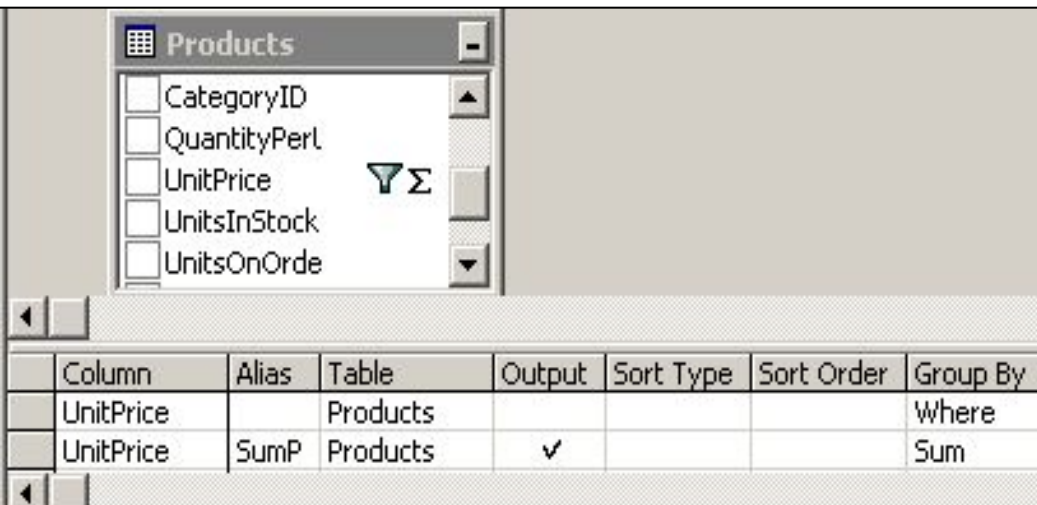 Products
CategoryID
QuantityPerU
UnitPrice Σ
UnitsInStock
UnitsOnOrde
Column Alias Table Output Sort Type Sort Order Group By
UnitPrice Products Where
UnitPrice SumP Products Sum